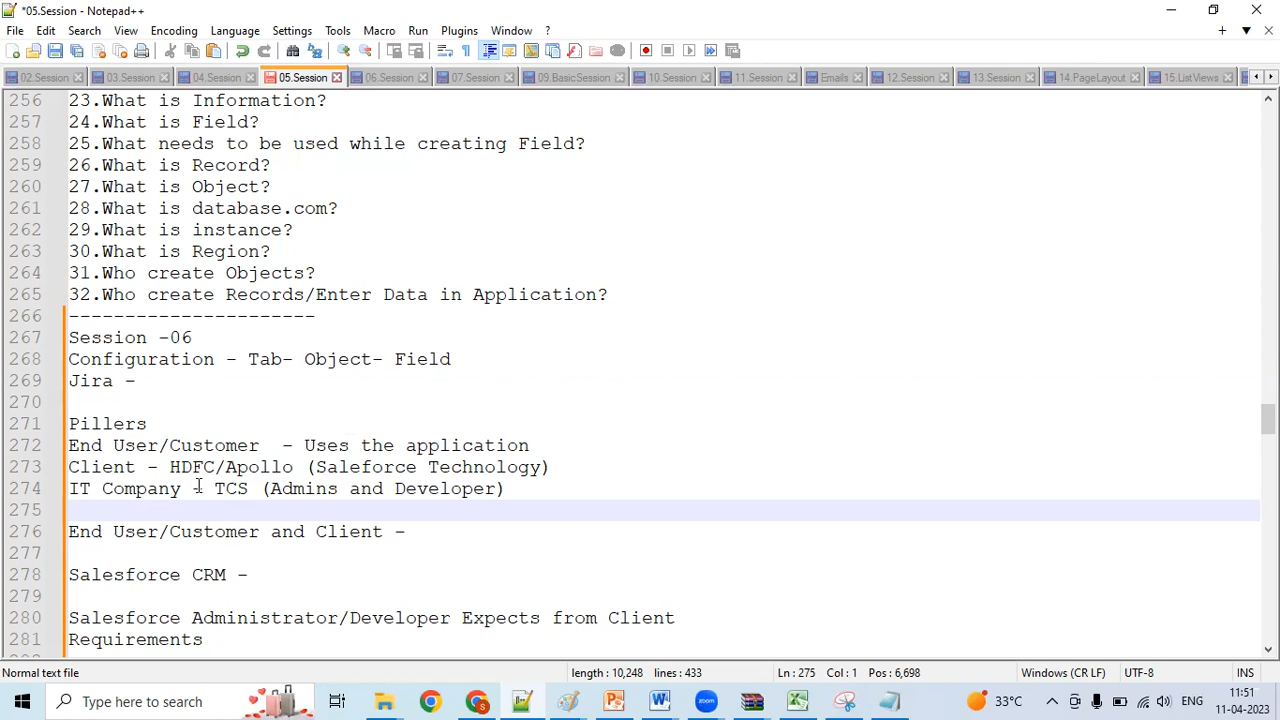 *05.Session - Notepad++
File Edit Search View Encoding Language Settings Tools Macro Run Plugins Window ?
02.Session 03.Session 04.Session 05.Session 06.Session 07.Session 09.BasicSession 10.Session 11.Session Emails 12.Session 13.Session 14.PageLayout 15.ListViews
256 23.What is Information?
257 24.What is Field?
258 25.What needs to be used while creating Field?
259 26.What is Record?
260 27.What is Object?
261 28.What is database.com?
262 29.What is instance?
263 30.What is Region?
264 31.Who create Objects?
265 32.Who create Records/Enter Data in Application?
266 ----------------------
267 Session -06
268 Configuration - Tab- Object- Field
269 Jira -
270
271 Pillers
272 End User/Customer  - Uses the application
273 Client - HDFC/Apollo (Saleforce Technology)
274 IT Company - TCS (Admins and Developer)
275
276 End User/Customer and Client -
277
278 Salesforce CRM -
279
280 Salesforce Administrator/Developer Expects from Client
281 Requirements
Normal text file length : 10,248 lines : 433 Ln : 275 Col : 1 Pos : 6,698 Windows (CR LF) UTF-8 INS
Type here to search 33°C ENG 11:51
11-04-2023